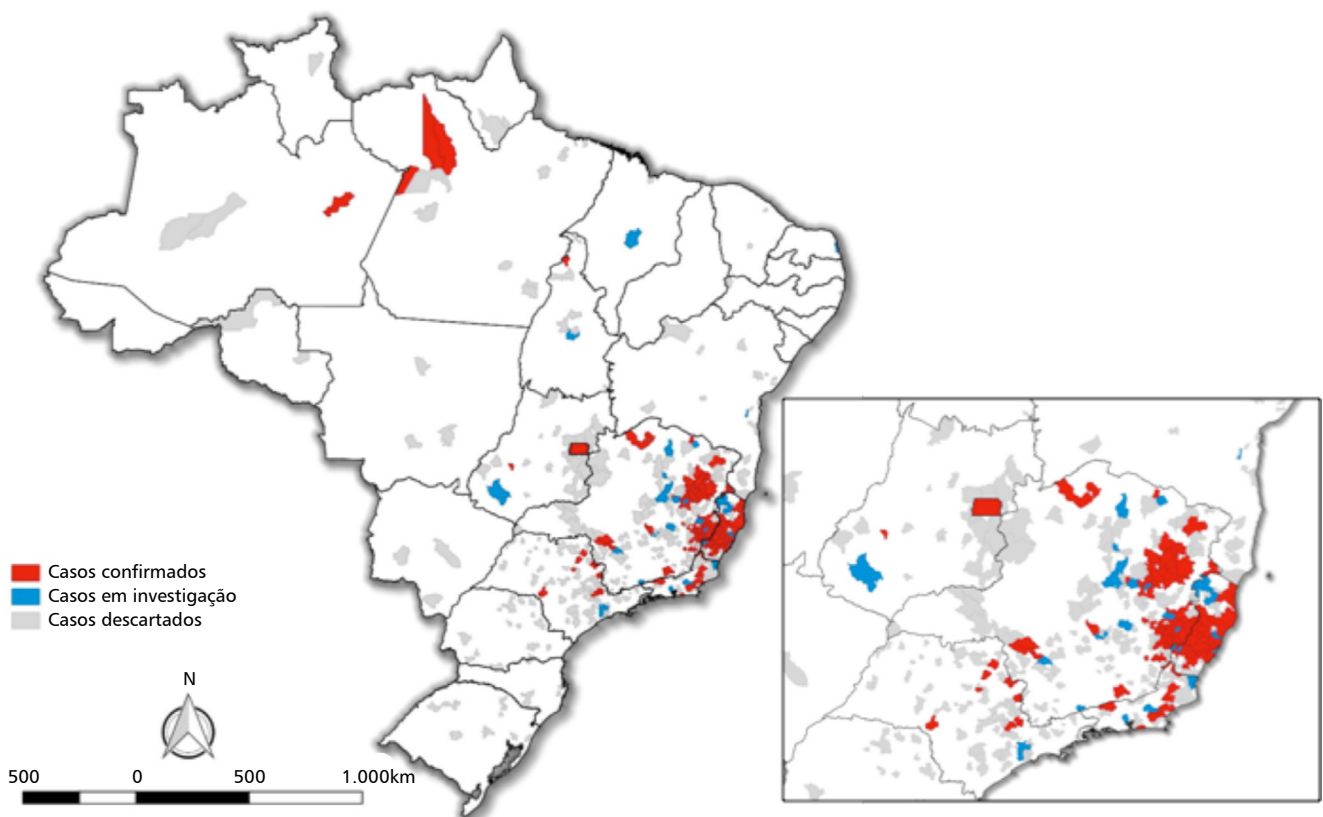 Casos confirmados
Casos em investigação
Casos descartados
N
500 0 500 1.000km